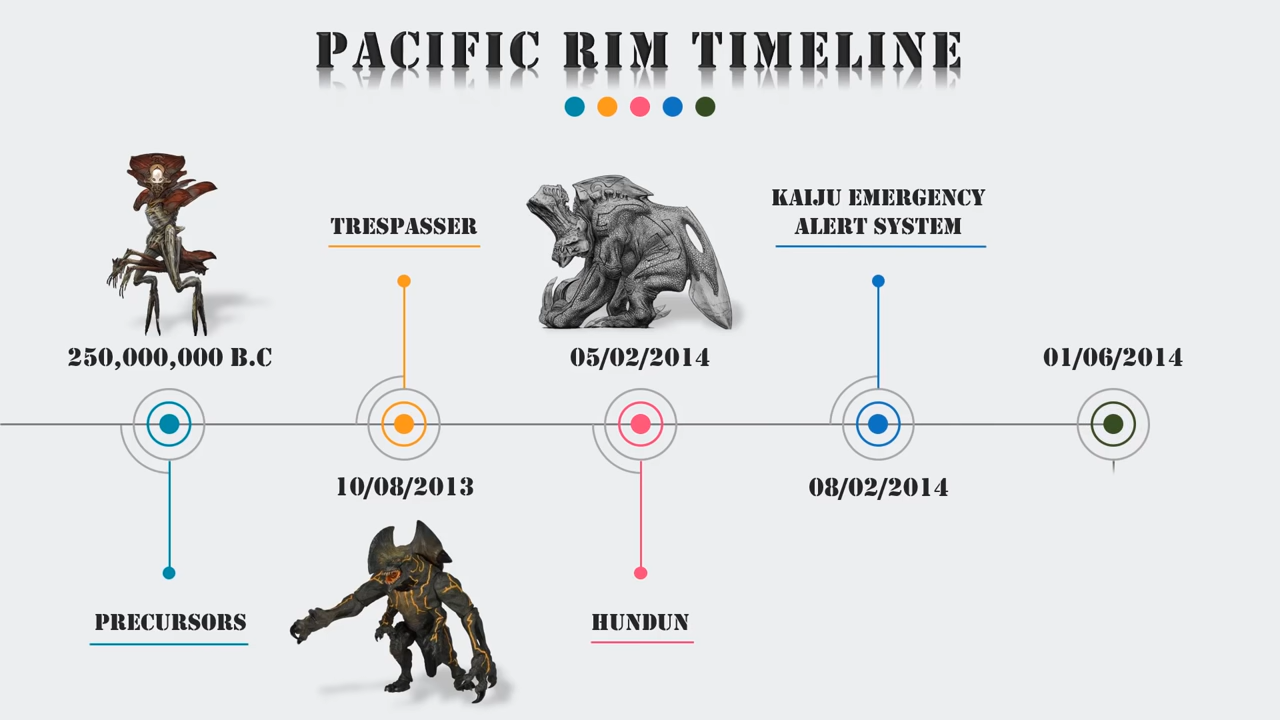 PACIFIC RIM TIMELINE
250,000,000 B.C
PRECURSORS
TRESPASSER
10/08/2013
05/02/2014
HUNDUN
KAIJU EMERGENCY
ALERT SYSTEM
08/02/2014
01/06/2014